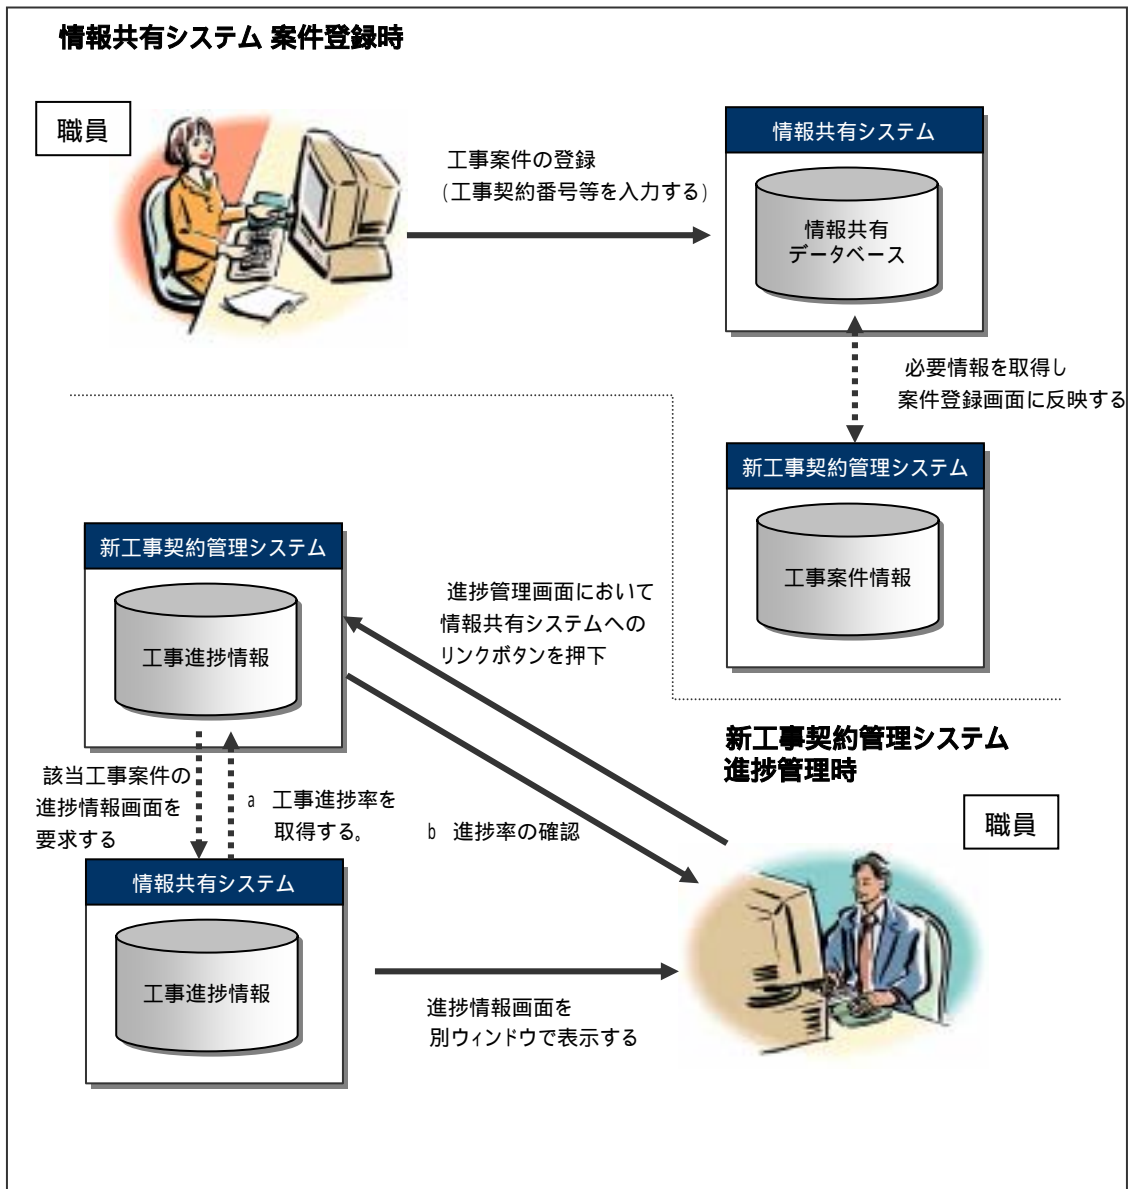 情報共有システム 案件登録時
職員
工事案件の登録
(工事契約番号等を入力する)
情報共有システム
情報共有
データベース
必要情報を取得し
案件登録画面に反映する
新工事契約管理システム
工事案件情報
新工事契約管理システム
工事進捗情報
進捗管理画面において
情報共有システムへの
リンクボタンを押下
新工事契約管理システム
進捗管理時
職員
該当工事案件の
進捗情報画面を
要求する
a 工事進捗率を
取得する。
b 進捗率の確認
情報共有システム
工事進捗情報
進捗情報画面を
別ウィンドウで表示する